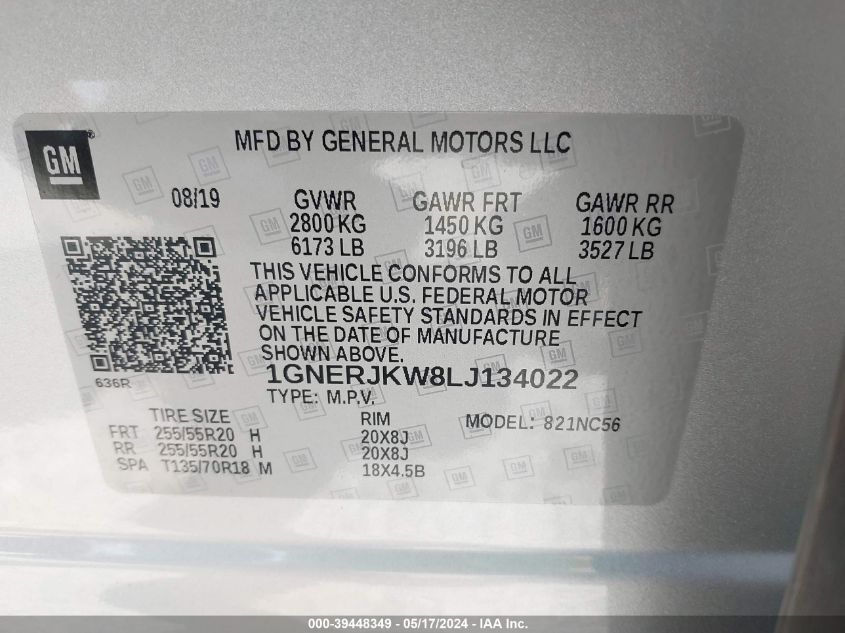 GM
MFD BY GENERAL MOTORS LLC
08/19 GVWR GAWR FRT GAWR RR
2800 KG 1450 KG 1600 KG
6173 LB 3196 LB 3527 LB
THIS VEHICLE CONFORMS TO ALL
APPLICABLE U.S. FEDERAL MOTOR
VEHICLE SAFETY STANDARDS IN EFFECT
ON THE DATE OF MANUFACTURE
SHOWN ABOVE.
636R
1GNERJKW8LJ134022
TYPE: M.P.V.
TIRE SIZE RIM MODEL: 821NC56
FRT 255/55R20 H 20X8J
RR 255/55R20 H 20X8J
SPA T135/70R18 M 18X4.5B
000-39448349 - 05/17/2024 - IAA Inc.